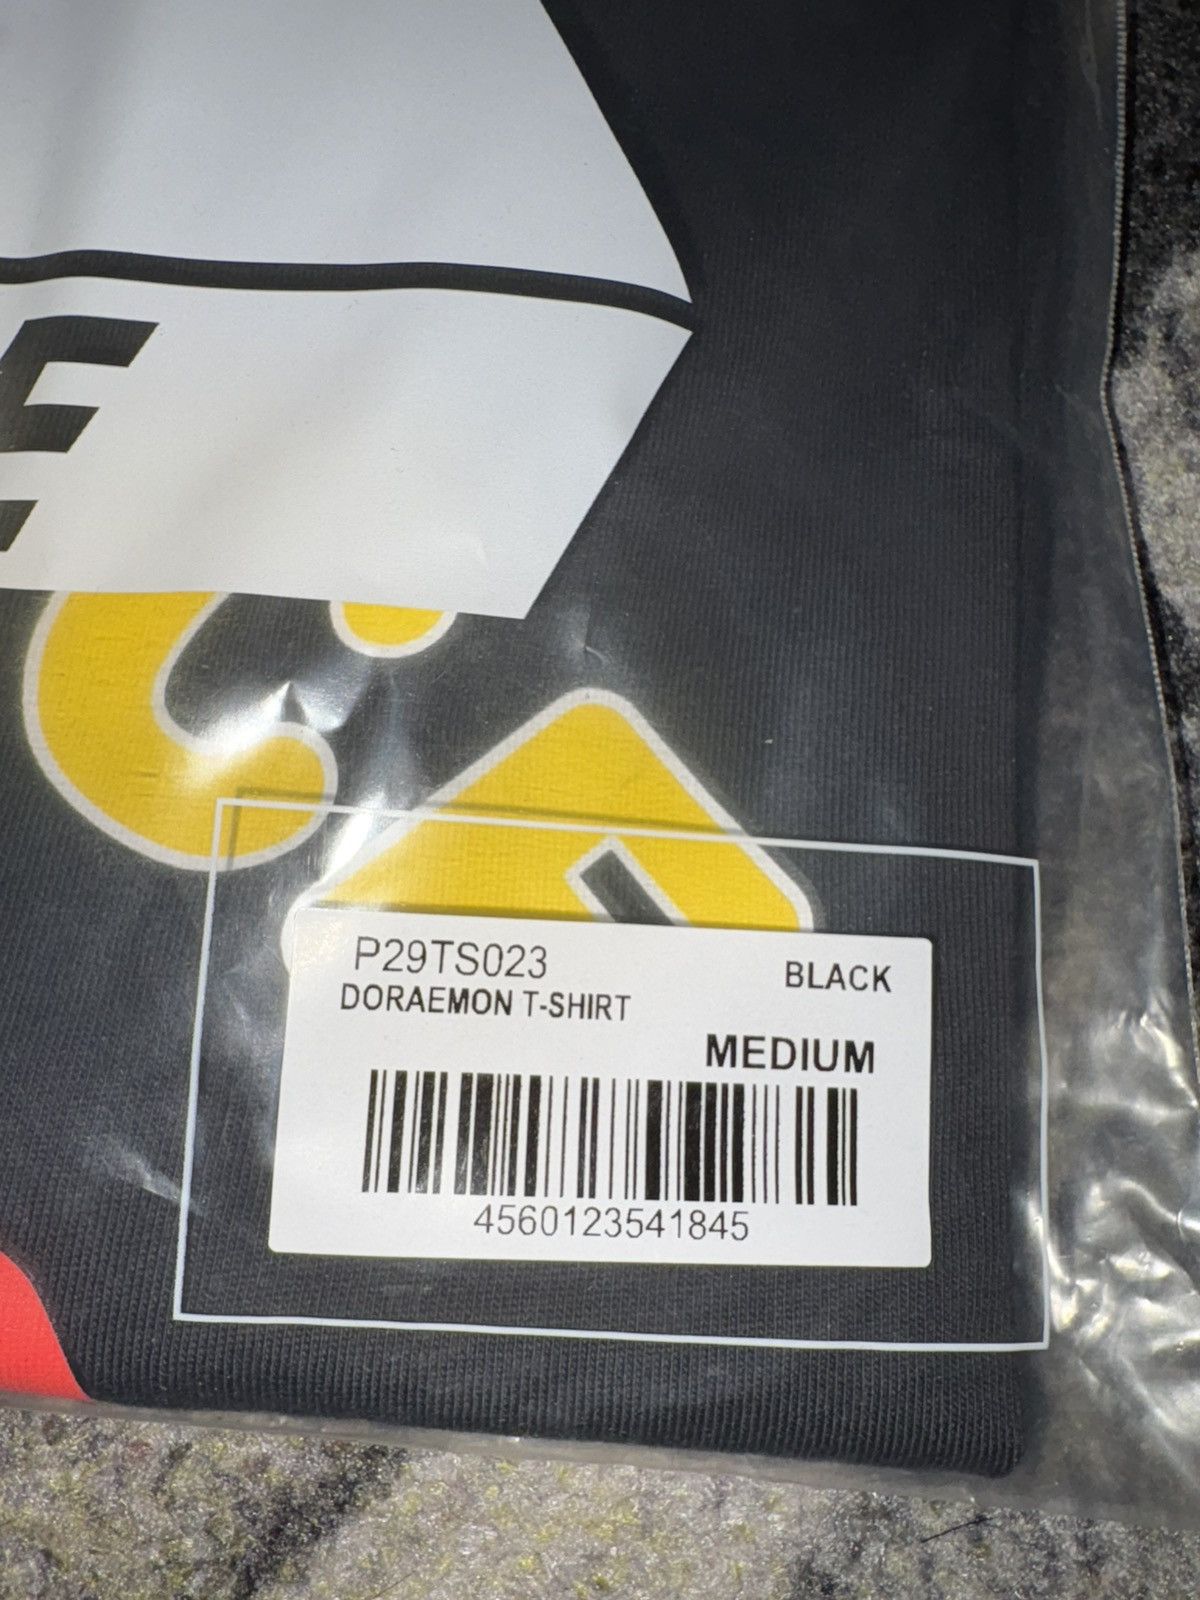 E
P29TS023
BLACK
DORAEMON T-SHIRT
MEDIUM
4560123541845